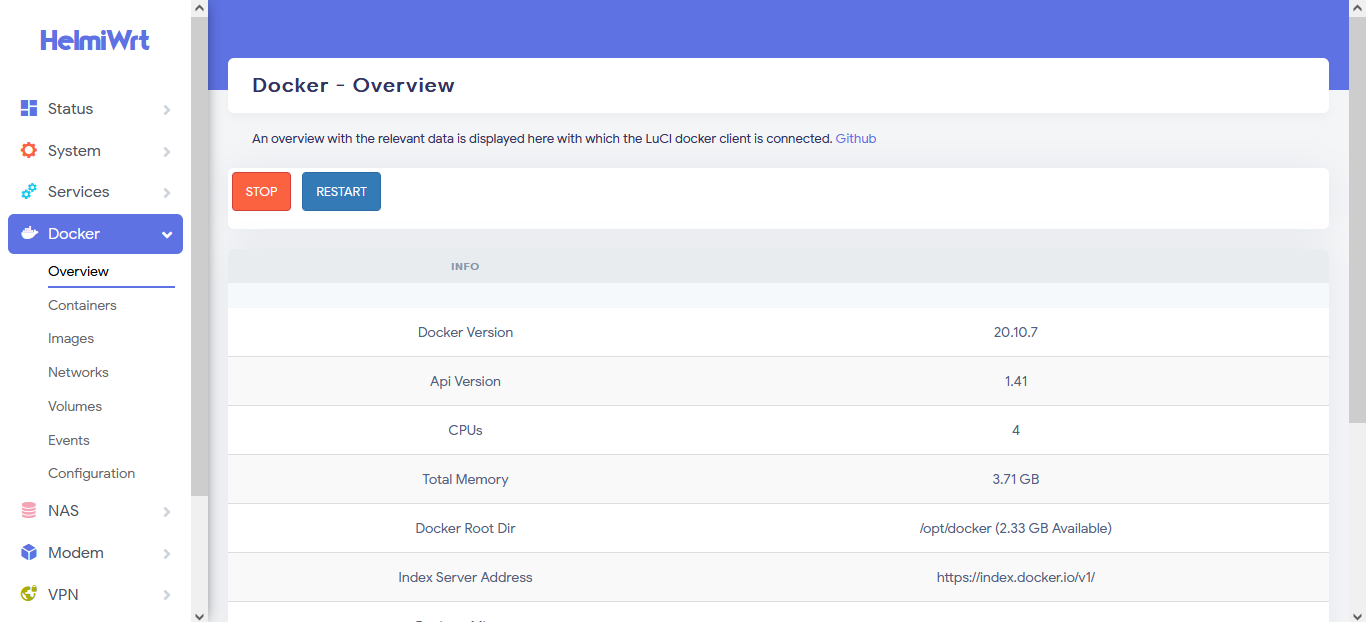 HelmiWrt
Status
System
Services
Docker
Overview
Containers
Images
Networks
Volumes
Events
Configuration
NAS
Modem
VPN
Docker - Overview
An overview with the relevant data is displayed here with which the LuCI docker client is connected. Github
STOP RESTART
INFO
Docker Version 20.10.7
Api Version 1.41
CPUs 4
Total Memory 3.71 GB
Docker Root Dir /opt/docker (2.33 GB Available)
Index Server Address https://index.docker.io/v1/